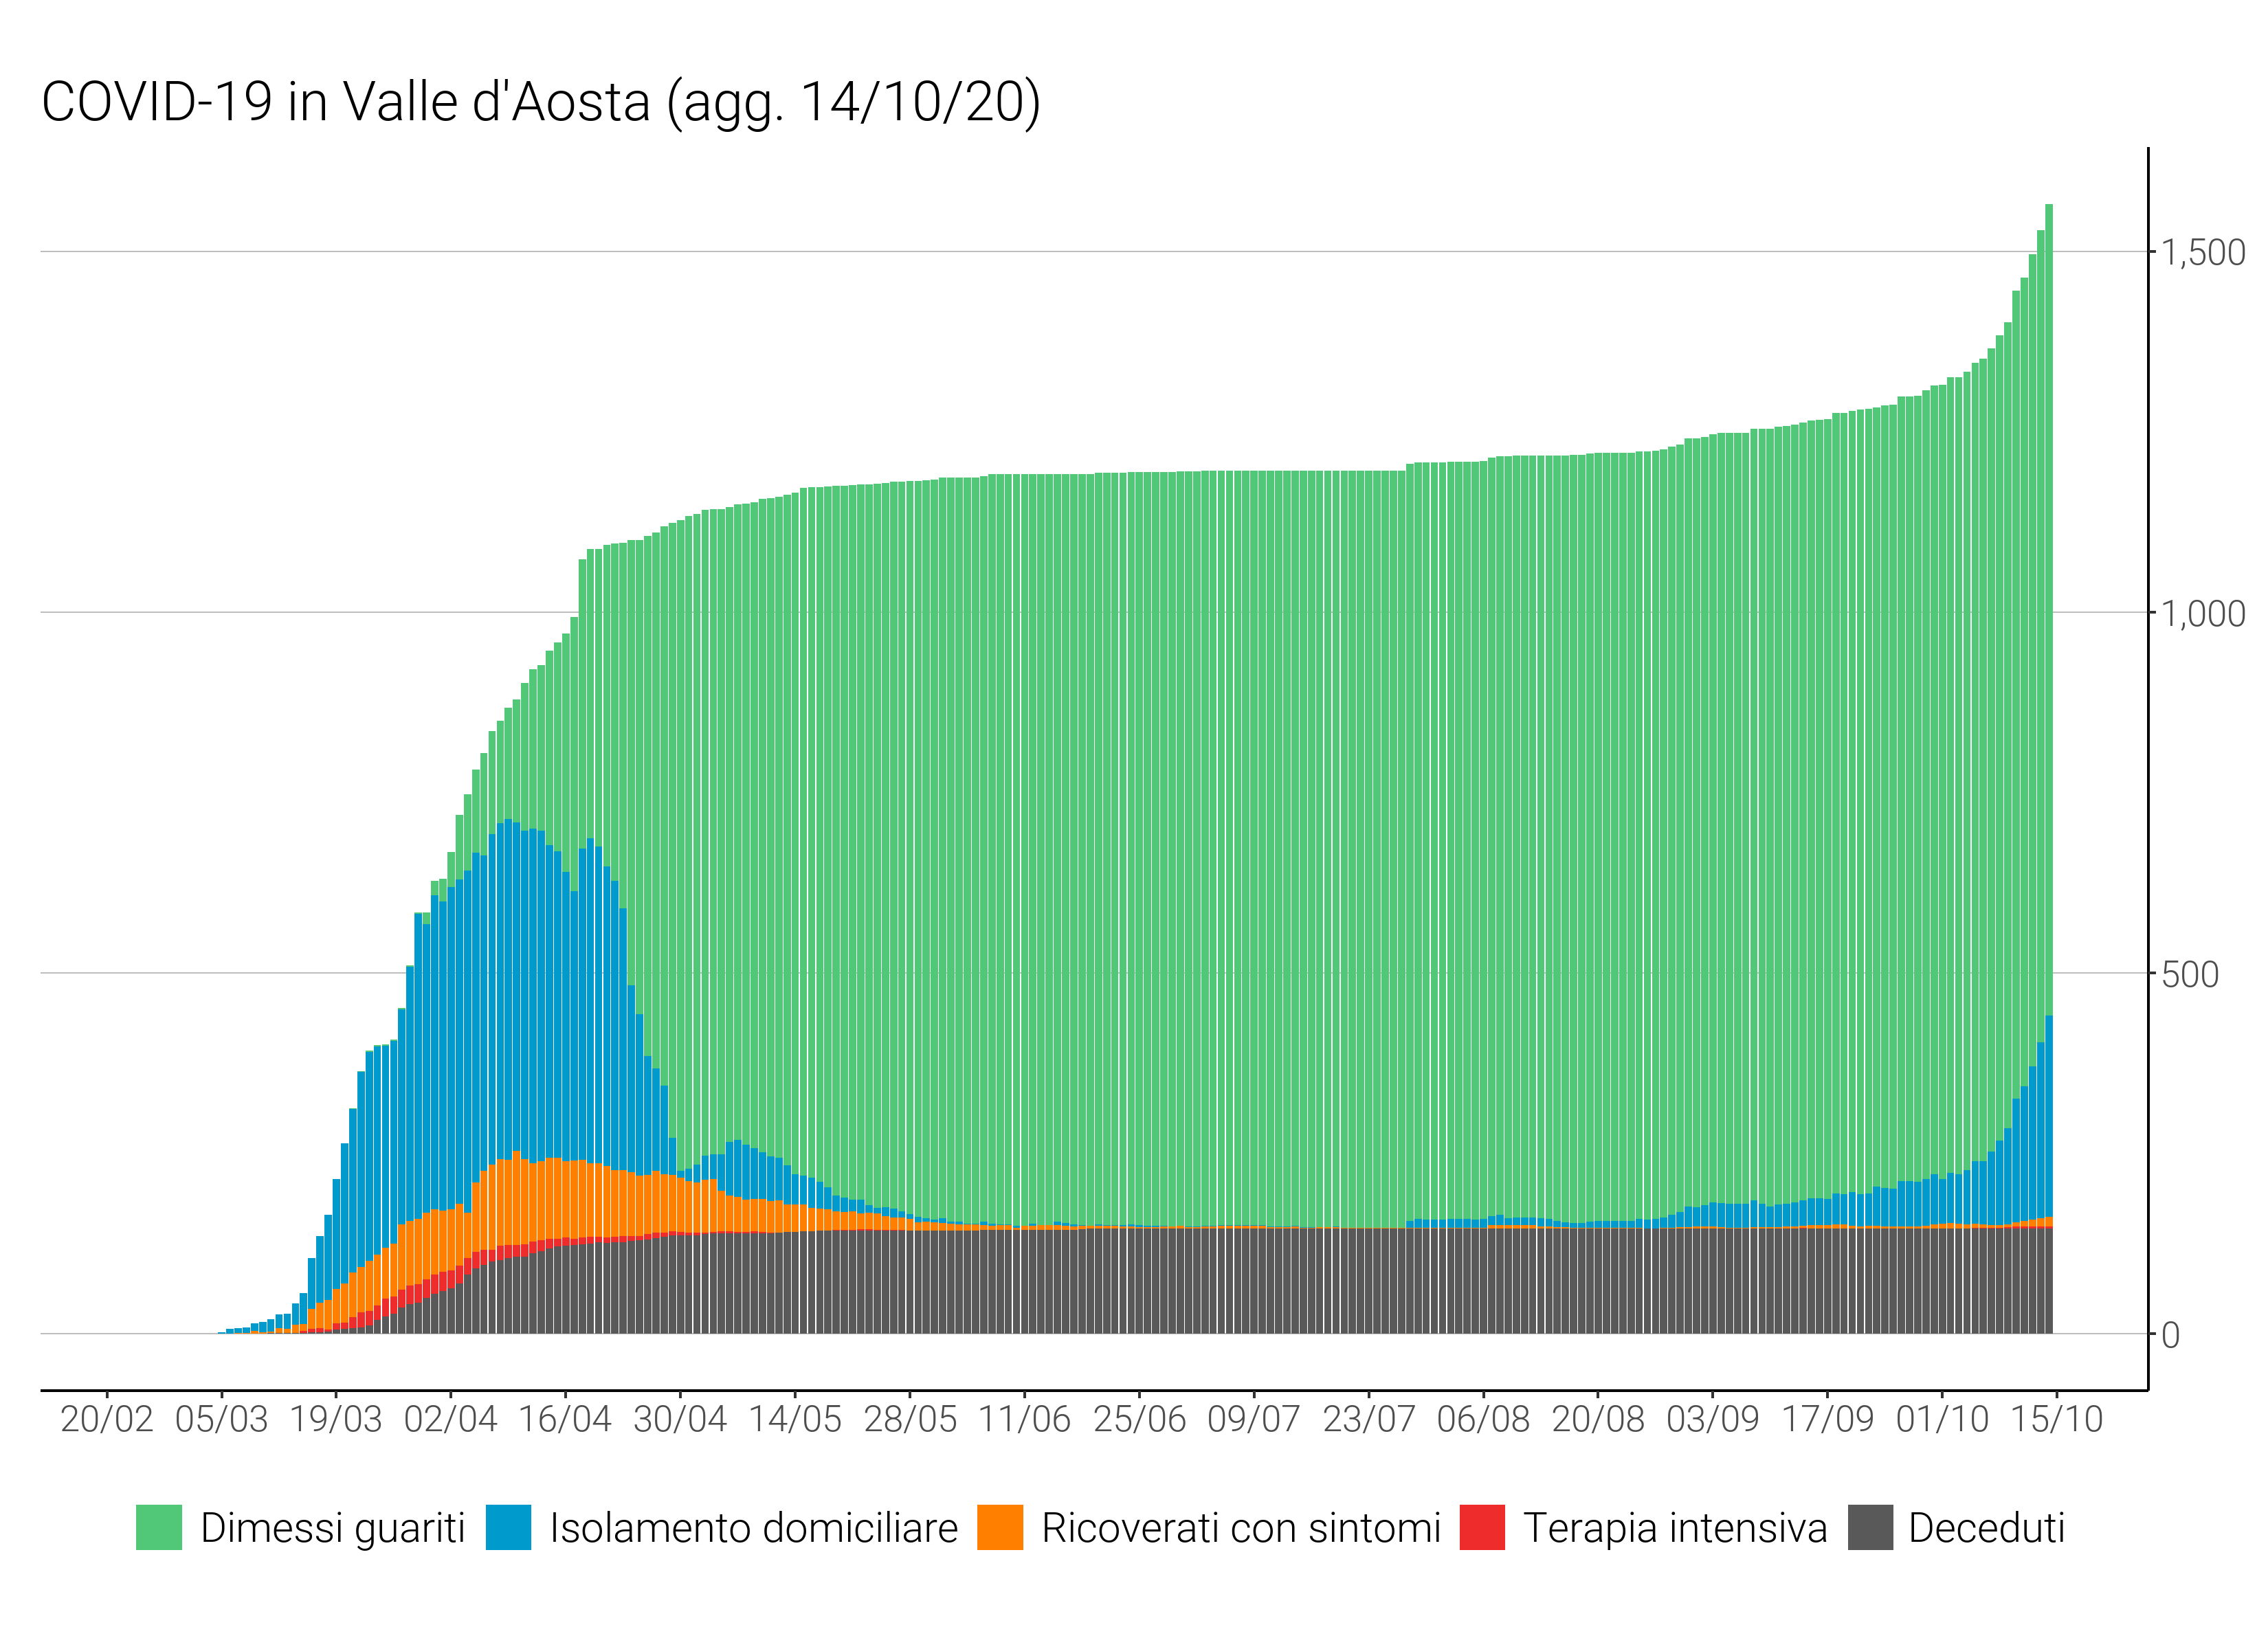 COVID-19 in Valle d'Aosta (agg. 14/10/20)
1,500
1,000
500
0
20/02 05/03 19/03 02/04 16/04 30/04 14/05 28/05 11/06 25/06 09/07 23/07 06/08 20/08 03/09 17/09 01/10 15/10
Dimessi guariti Isolamento domiciliare Ricoverati con sintomi Terapia intensiva Deceduti